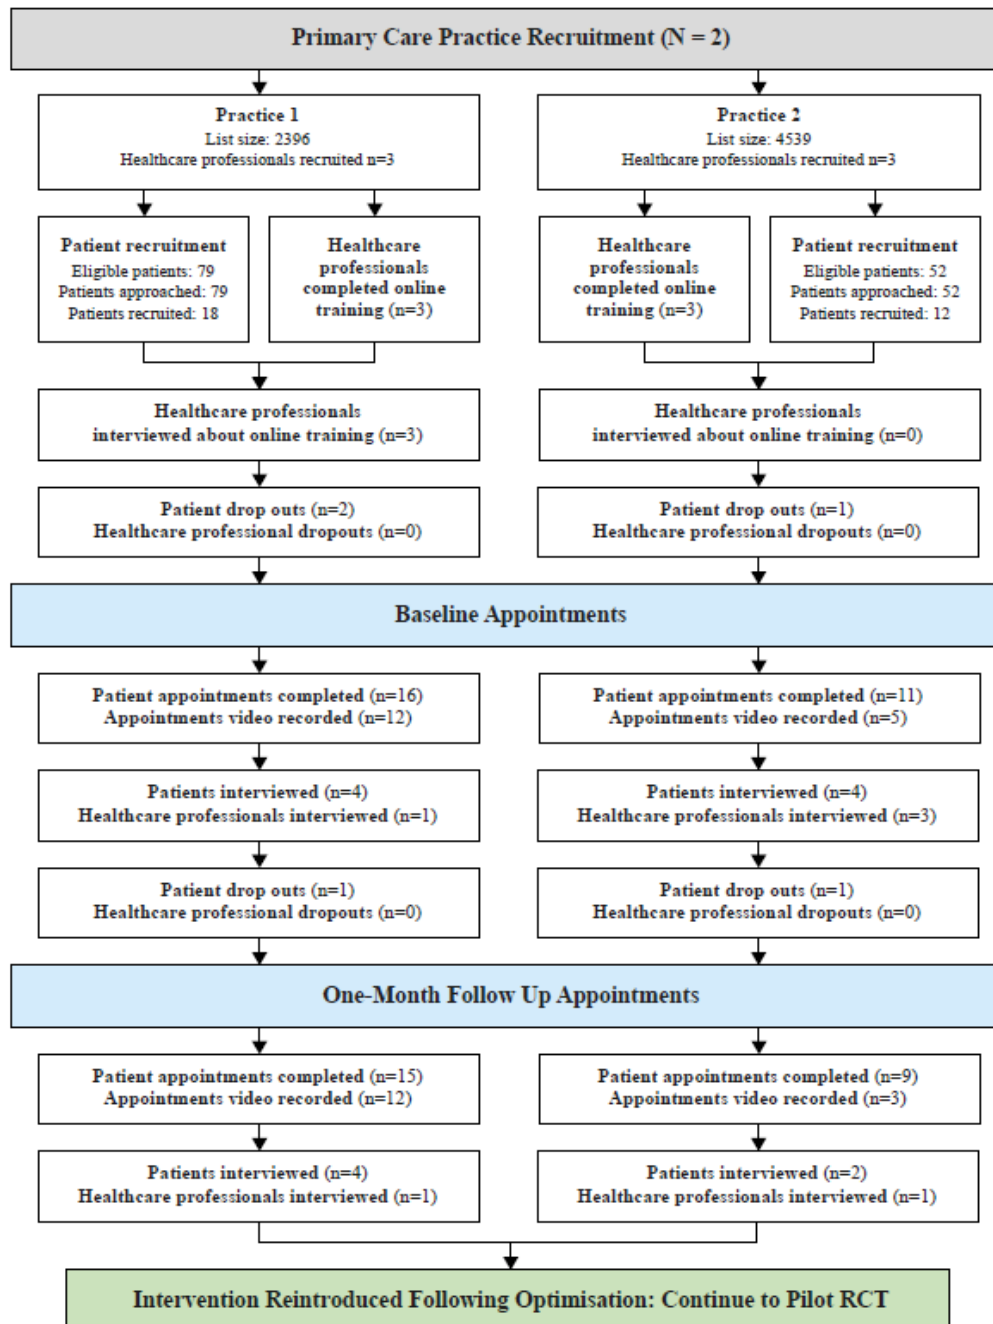 Primary Care Practice Recruitment (N = 2)
Practice 1
List size: 2396
Healthcare professionals recruited n=3
Practice 2
List size: 4539
Healthcare professionals recruited n=3
Patient recruitment
Eligible patients: 79
Patients approached: 79
Patients recruited: 18
Healthcare
professionals
completed online
training (n=3)
Healthcare
professionals
completed online
training (n=3)
Patient recruitment
Eligible patients: 52
Patients approached: 52
Patients recruited: 12
Healthcare professionals
interviewed about online training (n=3)
Healthcare professionals
interviewed about online training (n=0)
Patient drop outs (n=2)
Healthcare professional dropouts (n=0)
Patient drop outs (n=1)
Healthcare professional dropouts (n=0)
Baseline Appointments
Patient appointments completed (n=16)
Appointments video recorded (n=12)
Patient appointments completed (n=11)
Appointments video recorded (n=5)
Patients interviewed (n=4)
Healthcare professionals interviewed (n=1)
Patients interviewed (n=4)
Healthcare professionals interviewed (n=3)
Patient drop outs (n=1)
Healthcare professional dropouts (n=0)
Patient drop outs (n=1)
Healthcare professional dropouts (n=0)
One-Month Follow Up Appointments
Patient appointments completed (n=15)
Appointments video recorded (n=12)
Patient appointments completed (n=9)
Appointments video recorded (n=3)
Patients interviewed (n=4)
Healthcare professionals interviewed (n=1)
Patients interviewed (n=2)
Healthcare professionals interviewed (n=1)
Intervention Reintroduced Following Optimisation: Continue to Pilot RCT